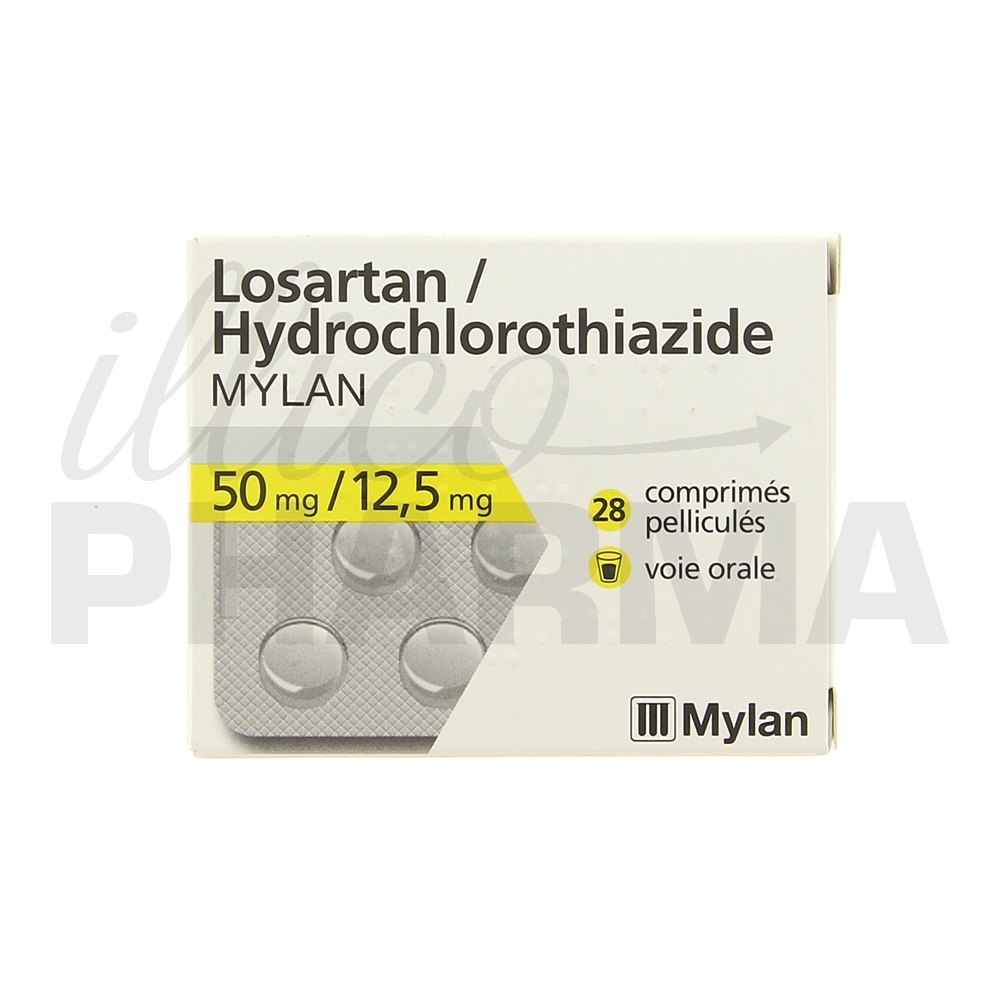 Losartan /
Hydrochlorothiazide
MYLAN
50 mg / 12,5 mg
28 comprimés
pelliculés
voie orale
Mylan
illico
PHARMA